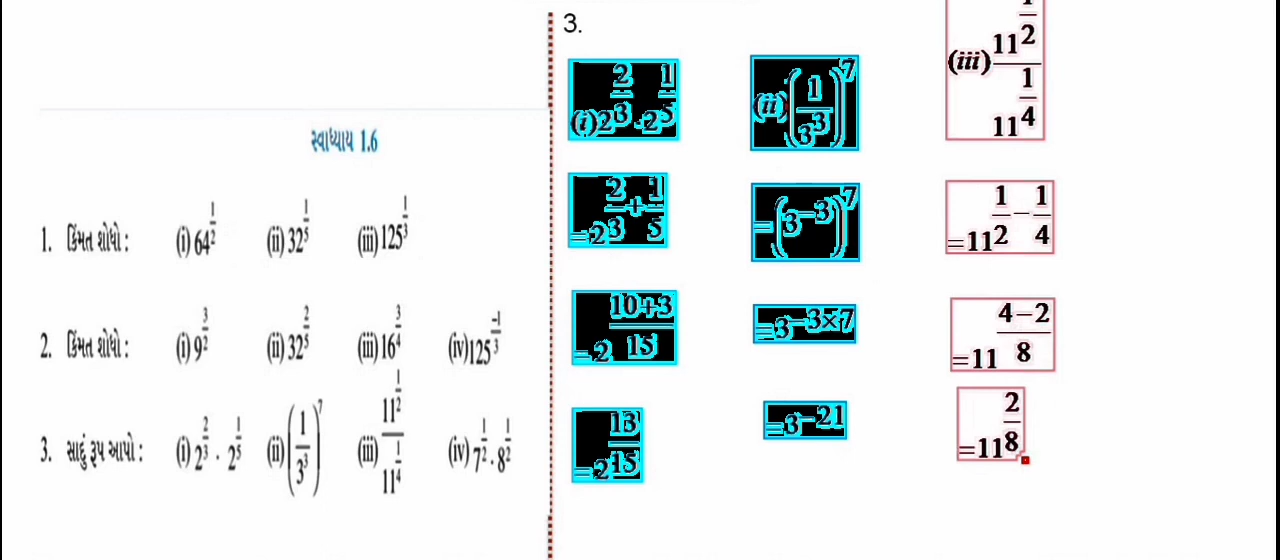 સ્વાધ્યાય 1.6
1. કિંમત શોધો : (i) 64^{1/2} (ii) 32^{1/5} (iii) 125^{1/3}
2. કિંમત શોધો : (i) 9^{3/2} (ii) 32^{2/5} (iii) 16^{3/4} (iv) 125^{-1/3}
3. સાદું રૂપ આપો : (i) 2^{2/3} · 2^{1/5} (ii) (1/3^3)^7 (iii) 11^{1/2}/11^{1/4} (iv) 7^{1/2} · 8^{1/2}
3.
(i) 2^{2/3} · 2^{1/5}
= 2^{2/3 + 1/5}
= 2^{(10+3)/15}
= 2^{13/15}
(ii) (1/3^3)^7
= (3^{-3})^7
= 3^{-3×7}
= 3^{-21}
(iii) 11^{1/2}/11^{1/4}
= 11^{1/2 - 1/4}
= 11^{(4-2)/8}
= 11^{2/8}